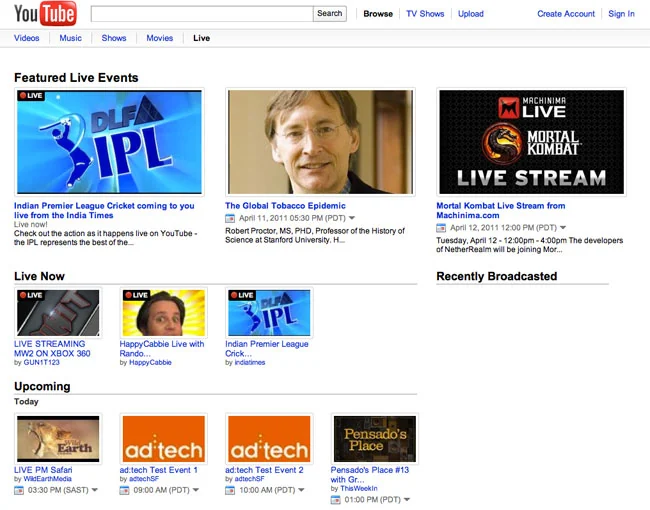 YouTube
Search
Browse
TV Shows
Upload
Create Account
Sign In
Videos
Music
Shows
Movies
Live
Featured Live Events
LIVE
DLF
IPL
Indian Premier League Cricket coming to you
live from the India Times
Live now!
Check out the action as it happens live on YouTube -
the IPL represents the best of the...
The Global Tobacco Epidemic
April 11, 2011 05:30 PM (PDT)
Robert Proctor, MS, PHD, Professor of the History
of Science at Stanford University. H...
MACHINIMA
LIVE
MORTAL
KOMBAT
LIVE STREAM
Mortal Kombat Live Stream from
Machinima.com
April 12, 2011 12:00 PM (PDT)
Tuesday, April 12 - 12:00pm - 4:00pm The developers
of NetherRealm will be joining Mor...
Live Now
Recently Broadcasted
LIVE
LIVE STREAMING
MW2 ON XBOX 360
by GUN1T123
LIVE
HappyCabbie Live with
Rando...
by HappyCabbie
LIVE
DLF
IPL
Indian Premier League
Crick...
by indiatimes
Upcoming
Today
Wild
Earth
LIVE PM Safari
by WildEarthMedia
03:30 PM (SAST)
ad:tech
ad:tech Test Event 1
by adtechSF
09:00 AM (PDT)
ad:tech
ad:tech Test Event 2
by adtechSF
10:00 AM (PDT)
Pensado's
Place
Pensado's Place #13
with Gr...
by ThisWeekIn
01:00 PM (PDT)